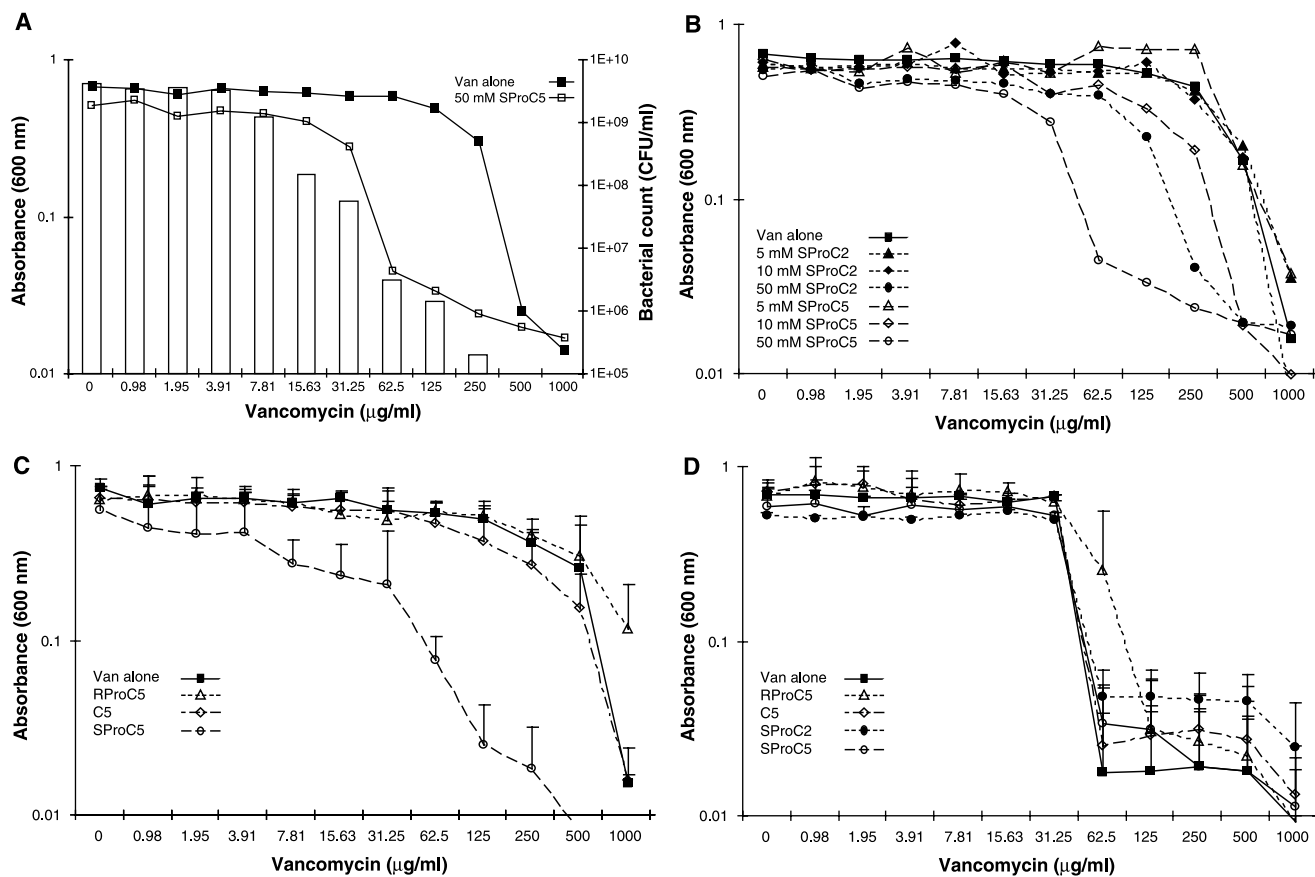 A
1
0.1
0.01
Absorbance (600 nm)
Van alone
50 mM SProC5
1E+10
1E+09
1E+08
1E+07
1E+06
1E+05
Bacterial count (CFU/ml)
0 0.98 1.95 3.91 7.81 15.63 31.25 62.5 125 250 500 1000
Vancomycin (μg/ml)
B
1.0
0.1
0.01
Absorbance (600 nm)
Van alone
5 mM SProC2
10 mM SProC2
50 mM SProC2
5 mM SProC5
10 mM SProC5
50 mM SProC5
0 0.98 1.95 3.91 7.81 15.63 31.25 62.5 125 250 500 1000
Vancomycin (μg/ml)
C
1
0.1
0.01
Absorbance (600 nm)
Van alone
RProC5
C5
SProC5
0 0.98 1.95 3.91 7.81 15.63 31.25 62.5 125 250 500 1000
Vancomycin (μg/ml)
D
1
0.1
0.01
Absorbance (600 nm)
Van alone
RProC5
C5
SProC2
SProC5
0 0.98 1.95 3.91 7.81 15.63 31.25 62.5 125 250 500 1000
Vancomycin (μg/ml)